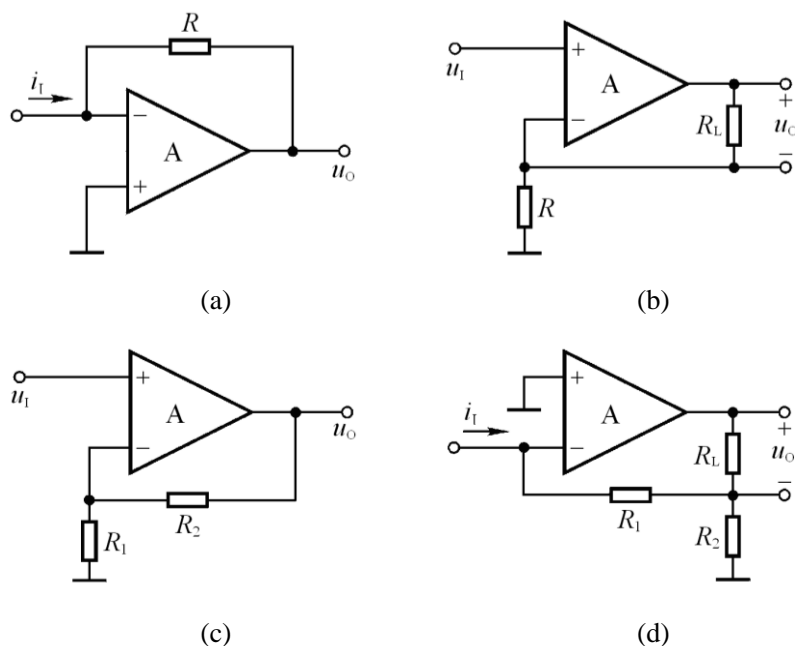 R
i_I
−
A
+
u_O
(a)
u_I
+
A
−
R_L
+
u_O
−
R
(b)
u_I
+
A
−
u_O
R_2
R_1
(c)
+
A
−
i_I
R_L
+
u_O
−
R_1
R_2
(d)